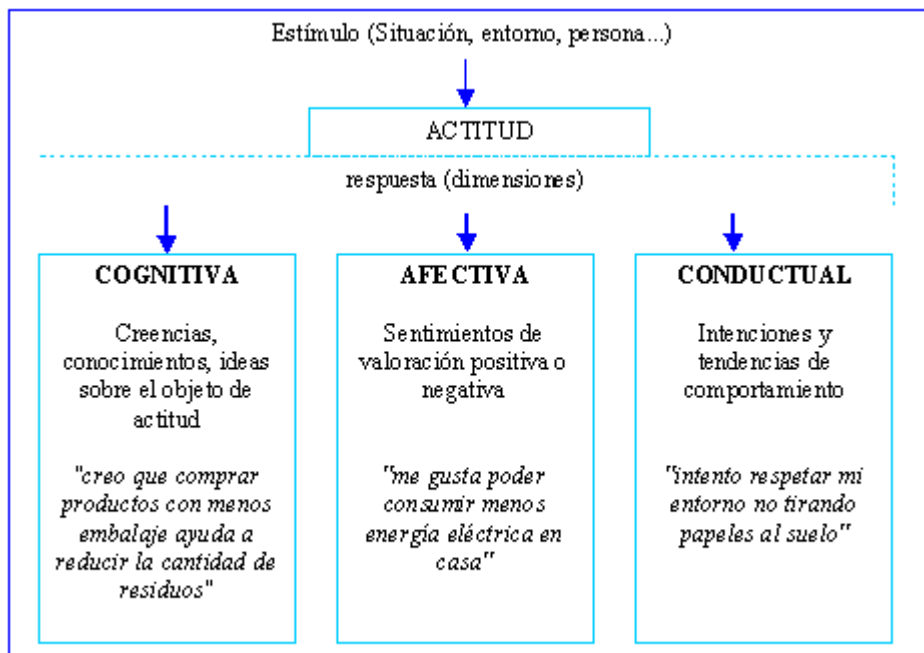 Estímulo (Situación, entorno, persona...)
ACTITUD
respuesta (dimensiones)
COGNITIVA
Creencias,
conocimientos, ideas
sobre el objeto de
actitud
"creo que comprar
productos con menos
embalaje ayuda a
reducir la cantidad de
residuos"
AFECTIVA
Sentimientos de
valoración positiva o
negativa
"me gusta poder
consumir menos
energía eléctrica en
casa"
CONDUCTUAL
Intenciones y
tendencias de
comportamiento
"intento respetar mi
entorno no tirando
papeles al suelo"